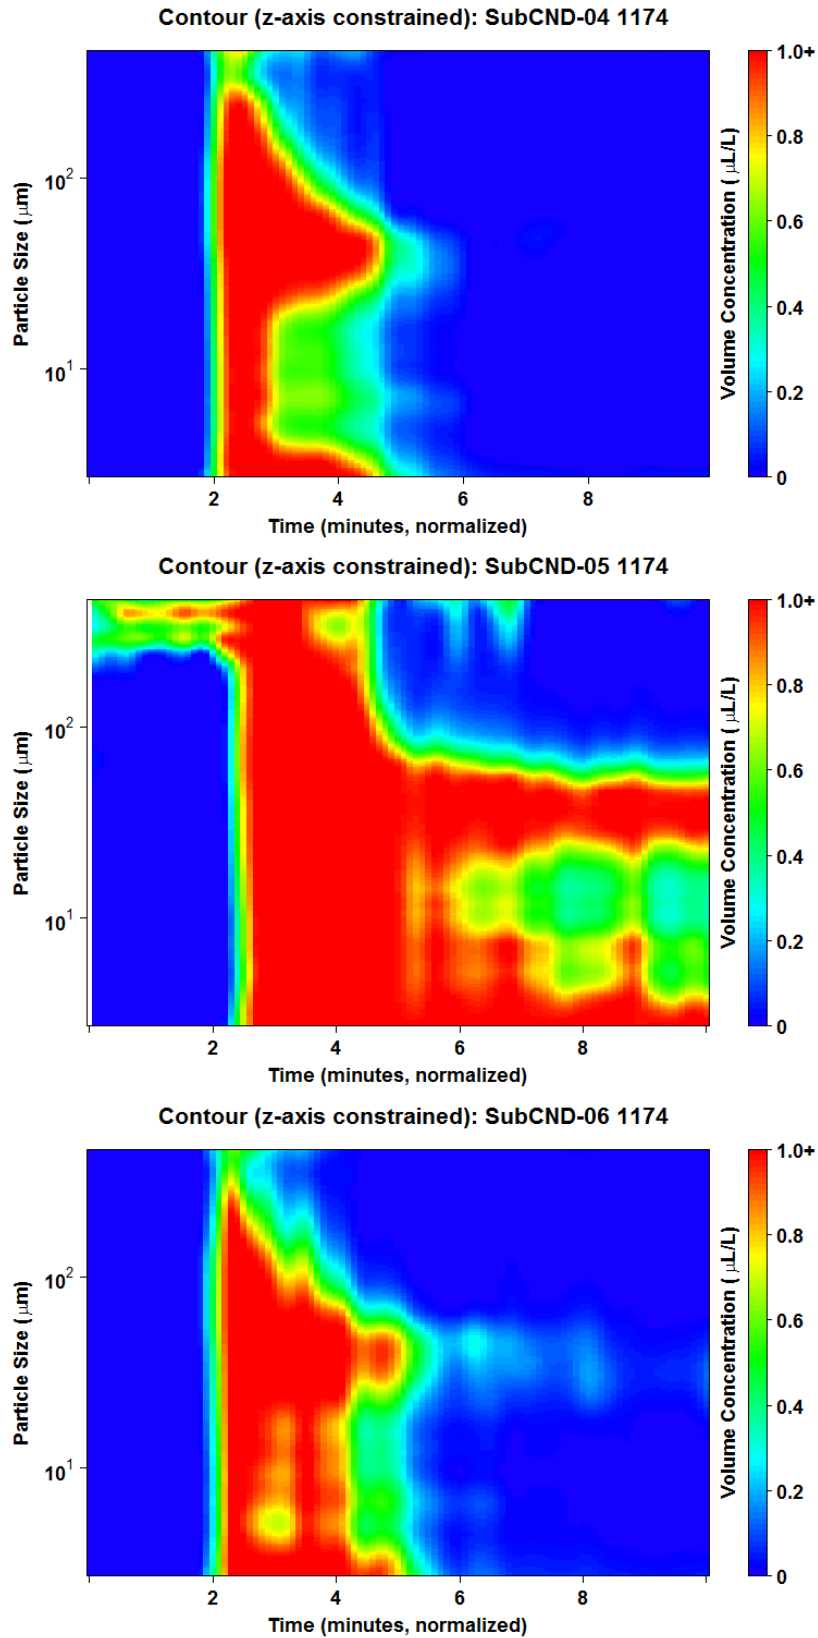 Contour (z-axis constrained): SubCND-04 1174
Particle Size (μm)
10²
10¹
2 4 6 8
Time (minutes, normalized)
1.0+
0.8
0.6
0.4
0.2
0
Volume Concentration ( μL/L)
Contour (z-axis constrained): SubCND-05 1174
Particle Size (μm)
10²
10¹
2 4 6 8
Time (minutes, normalized)
1.0+
0.8
0.6
0.4
0.2
0
Volume Concentration ( μL/L)
Contour (z-axis constrained): SubCND-06 1174
Particle Size (μm)
10²
10¹
2 4 6 8
Time (minutes, normalized)
1.0+
0.8
0.6
0.4
0.2
0
Volume Concentration ( μL/L)